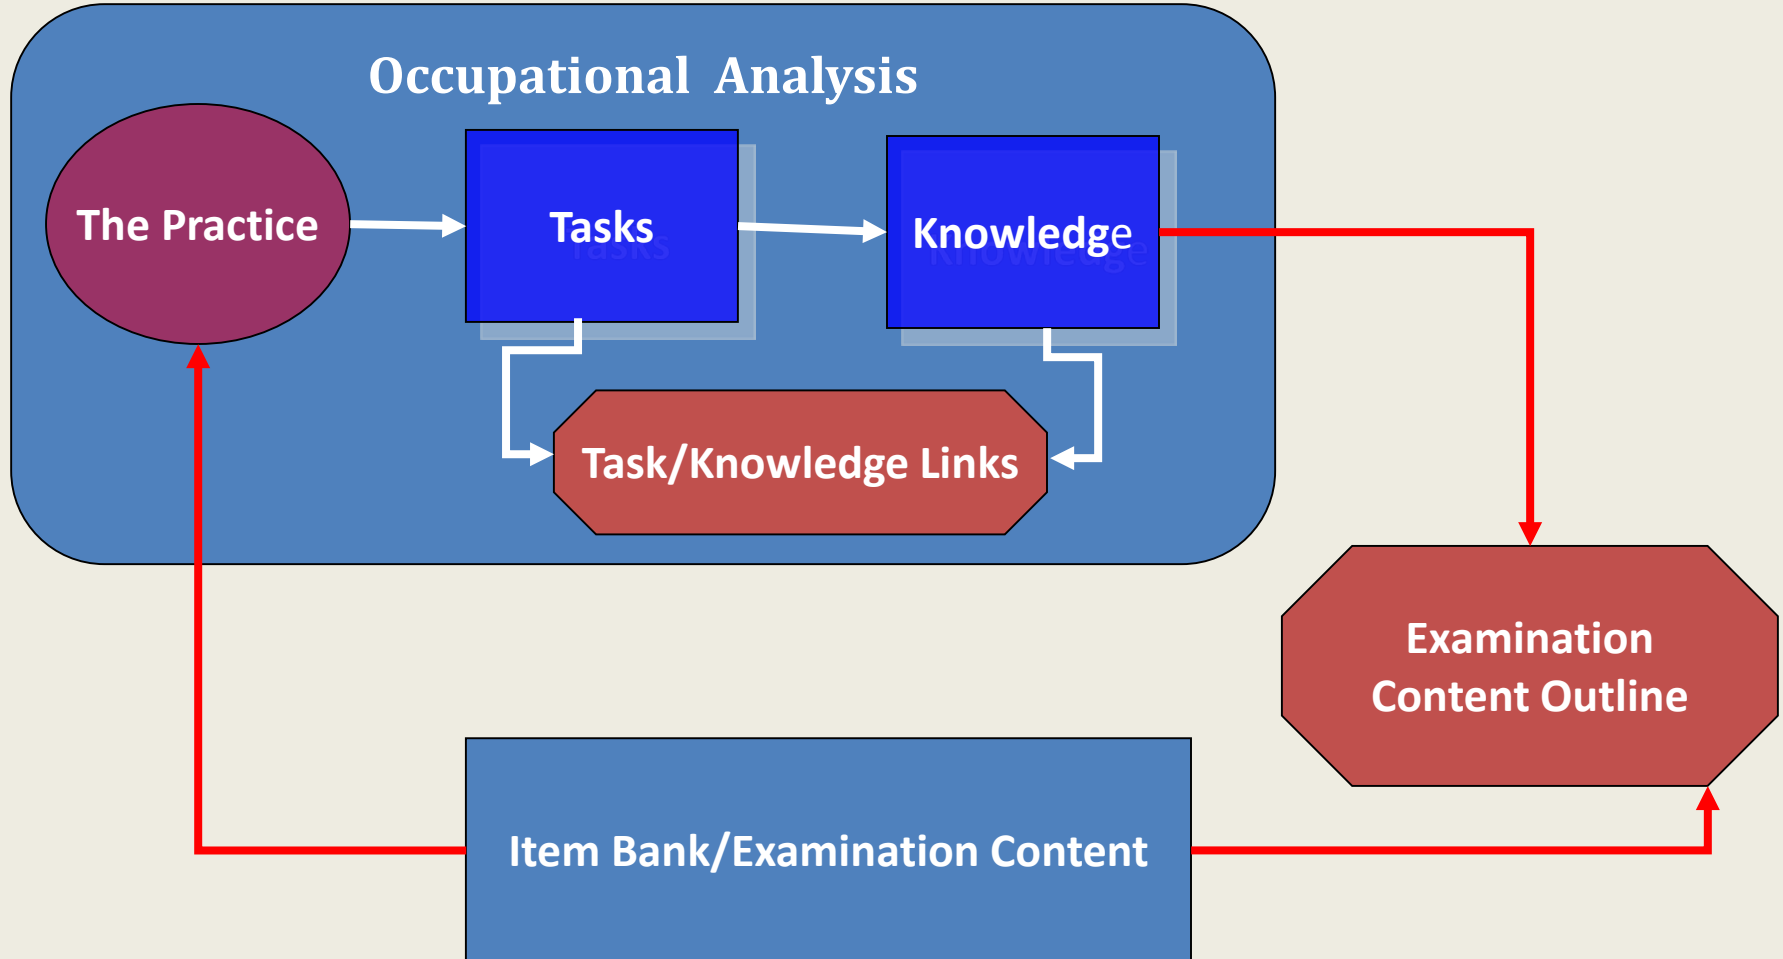 Occupational Analysis
The Practice
Tasks
Knowledge
Task/Knowledge Links
Examination
Content Outline
Item Bank/Examination Content